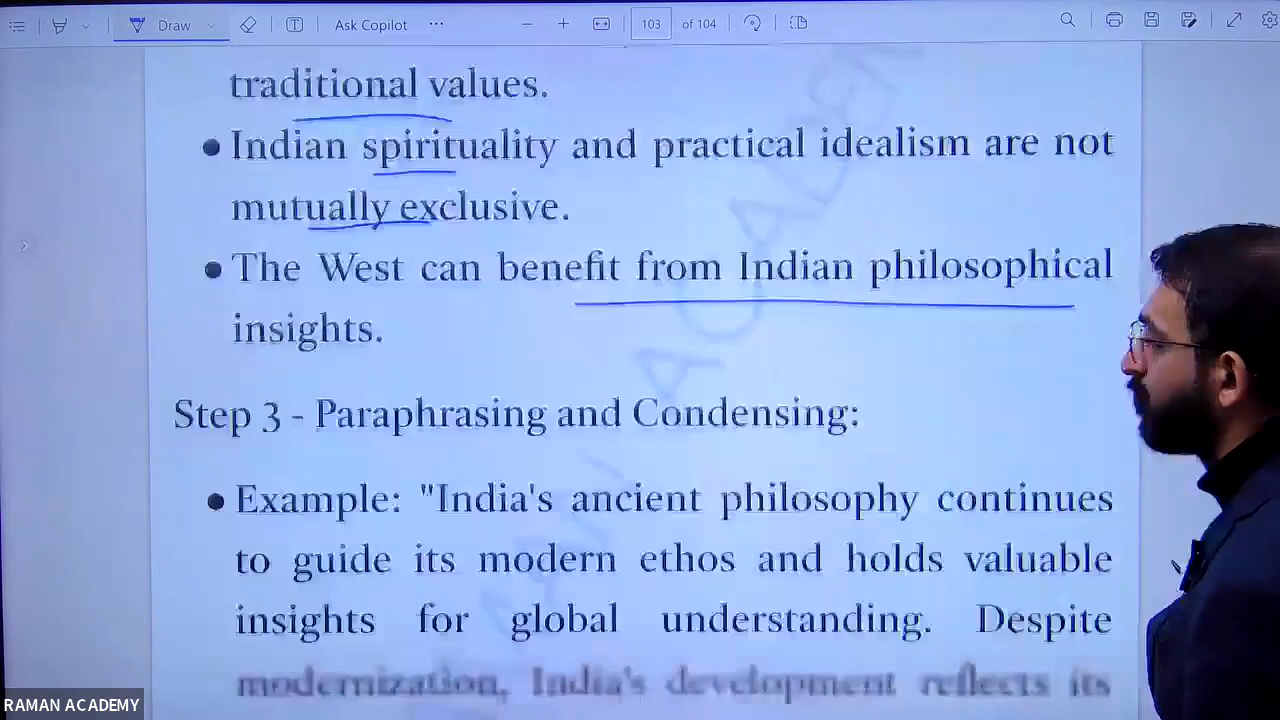 Draw
Ask Copilot
103 of 104
traditional values.
• Indian spirituality and practical idealism are not
mutually exclusive.
• The West can benefit from Indian philosophical
insights.
Step 3 - Paraphrasing and Condensing:
• Example: "India's ancient philosophy continues
to guide its modern ethos and holds valuable
insights for global understanding. Despite
modernization, India's development reflects its
RAMAN ACADEMY